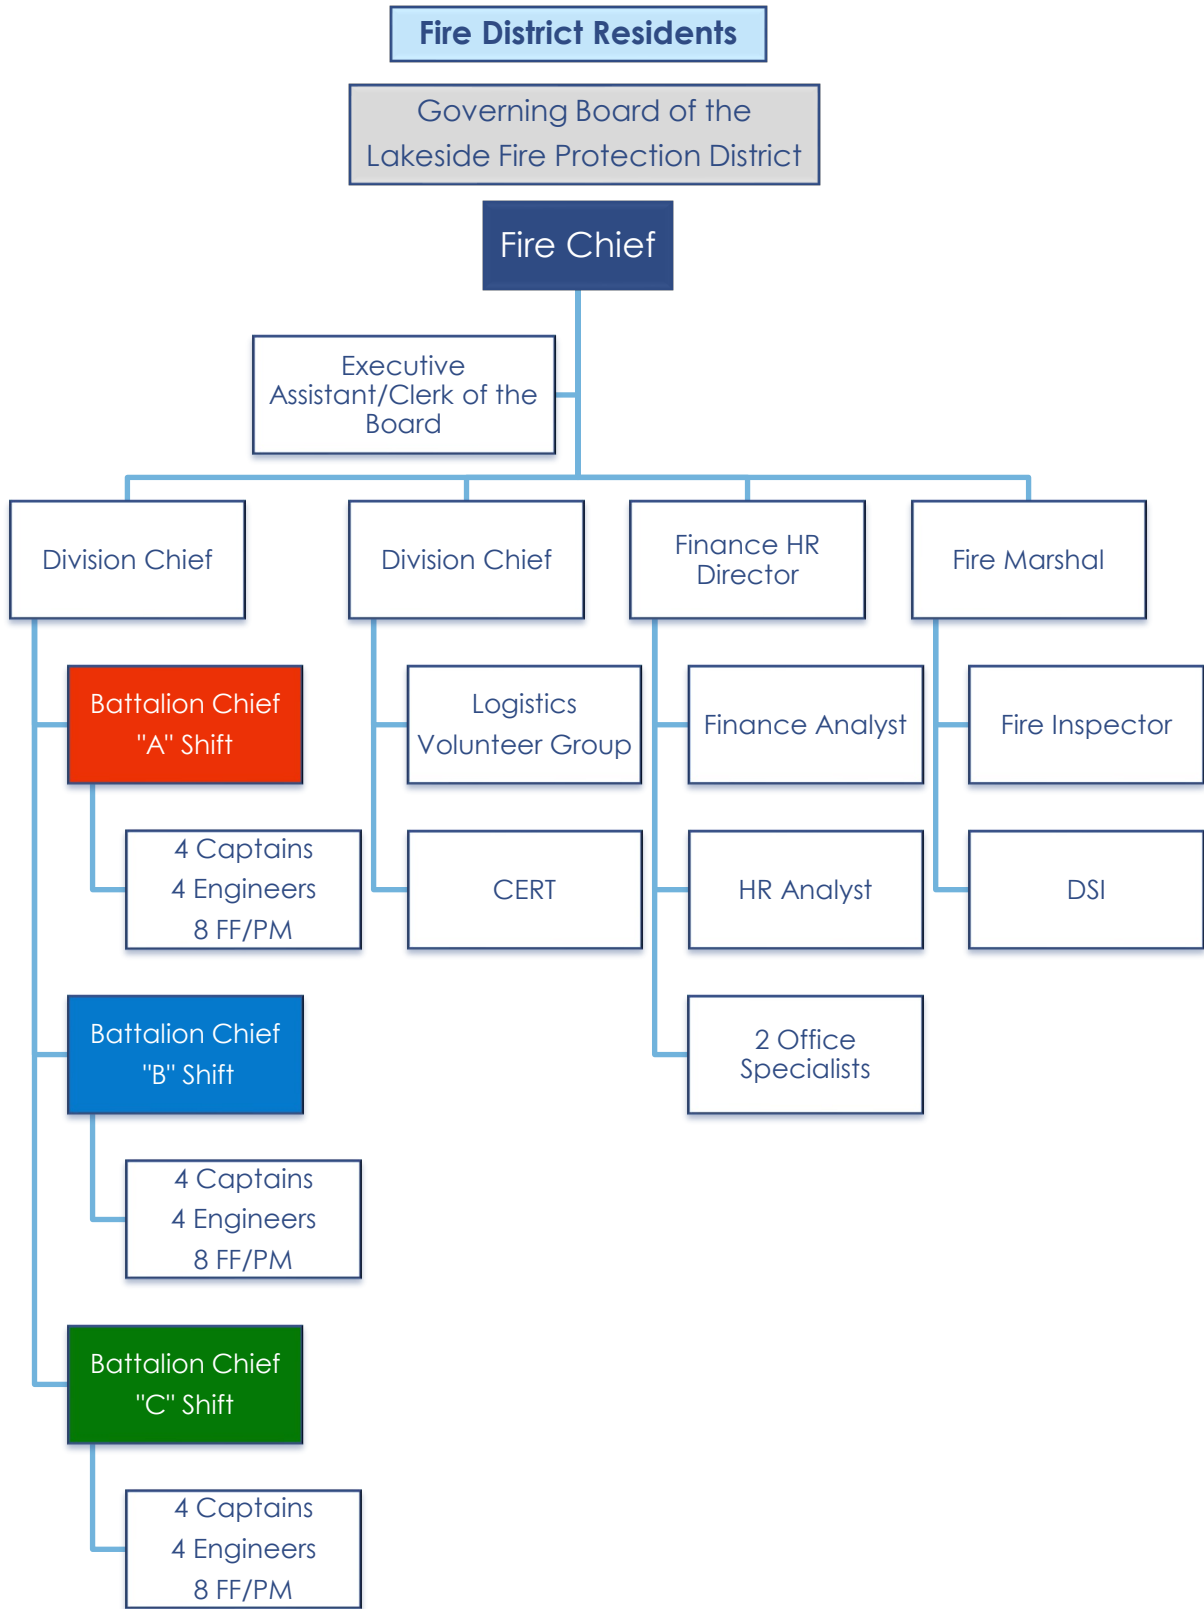 Fire District Residents
Governing Board of the
Lakeside Fire Protection District
Fire Chief
Executive
Assistant/Clerk of the
Board
Division Chief
Battalion Chief
"A" Shift
4 Captains
4 Engineers
8 FF/PM
Battalion Chief
"B" Shift
4 Captains
4 Engineers
8 FF/PM
Battalion Chief
"C" Shift
4 Captains
4 Engineers
8 FF/PM
Division Chief
Logistics
Volunteer Group
CERT
Finance HR
Director
Finance Analyst
HR Analyst
2 Office
Specialists
Fire Marshal
Fire Inspector
DSI